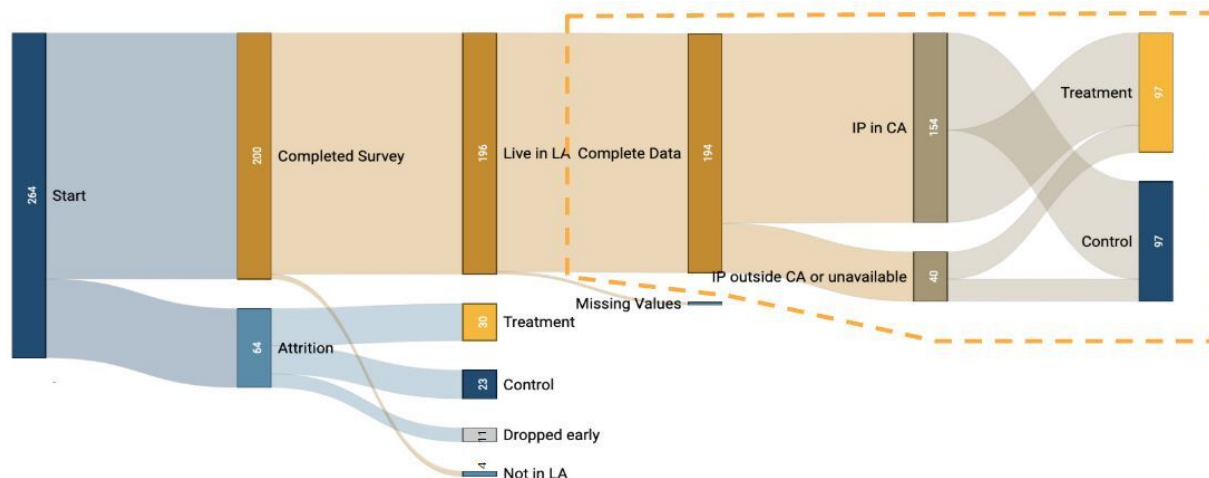 264
Start
200
Completed Survey
64
Attrition
196
Live in LA
30
Treatment
23
Control
11
Dropped early
4
Not in LA
Complete Data
194
Missing Values
IP in CA
154
IP outside CA or unavailable
40
Treatment
97
Control
97